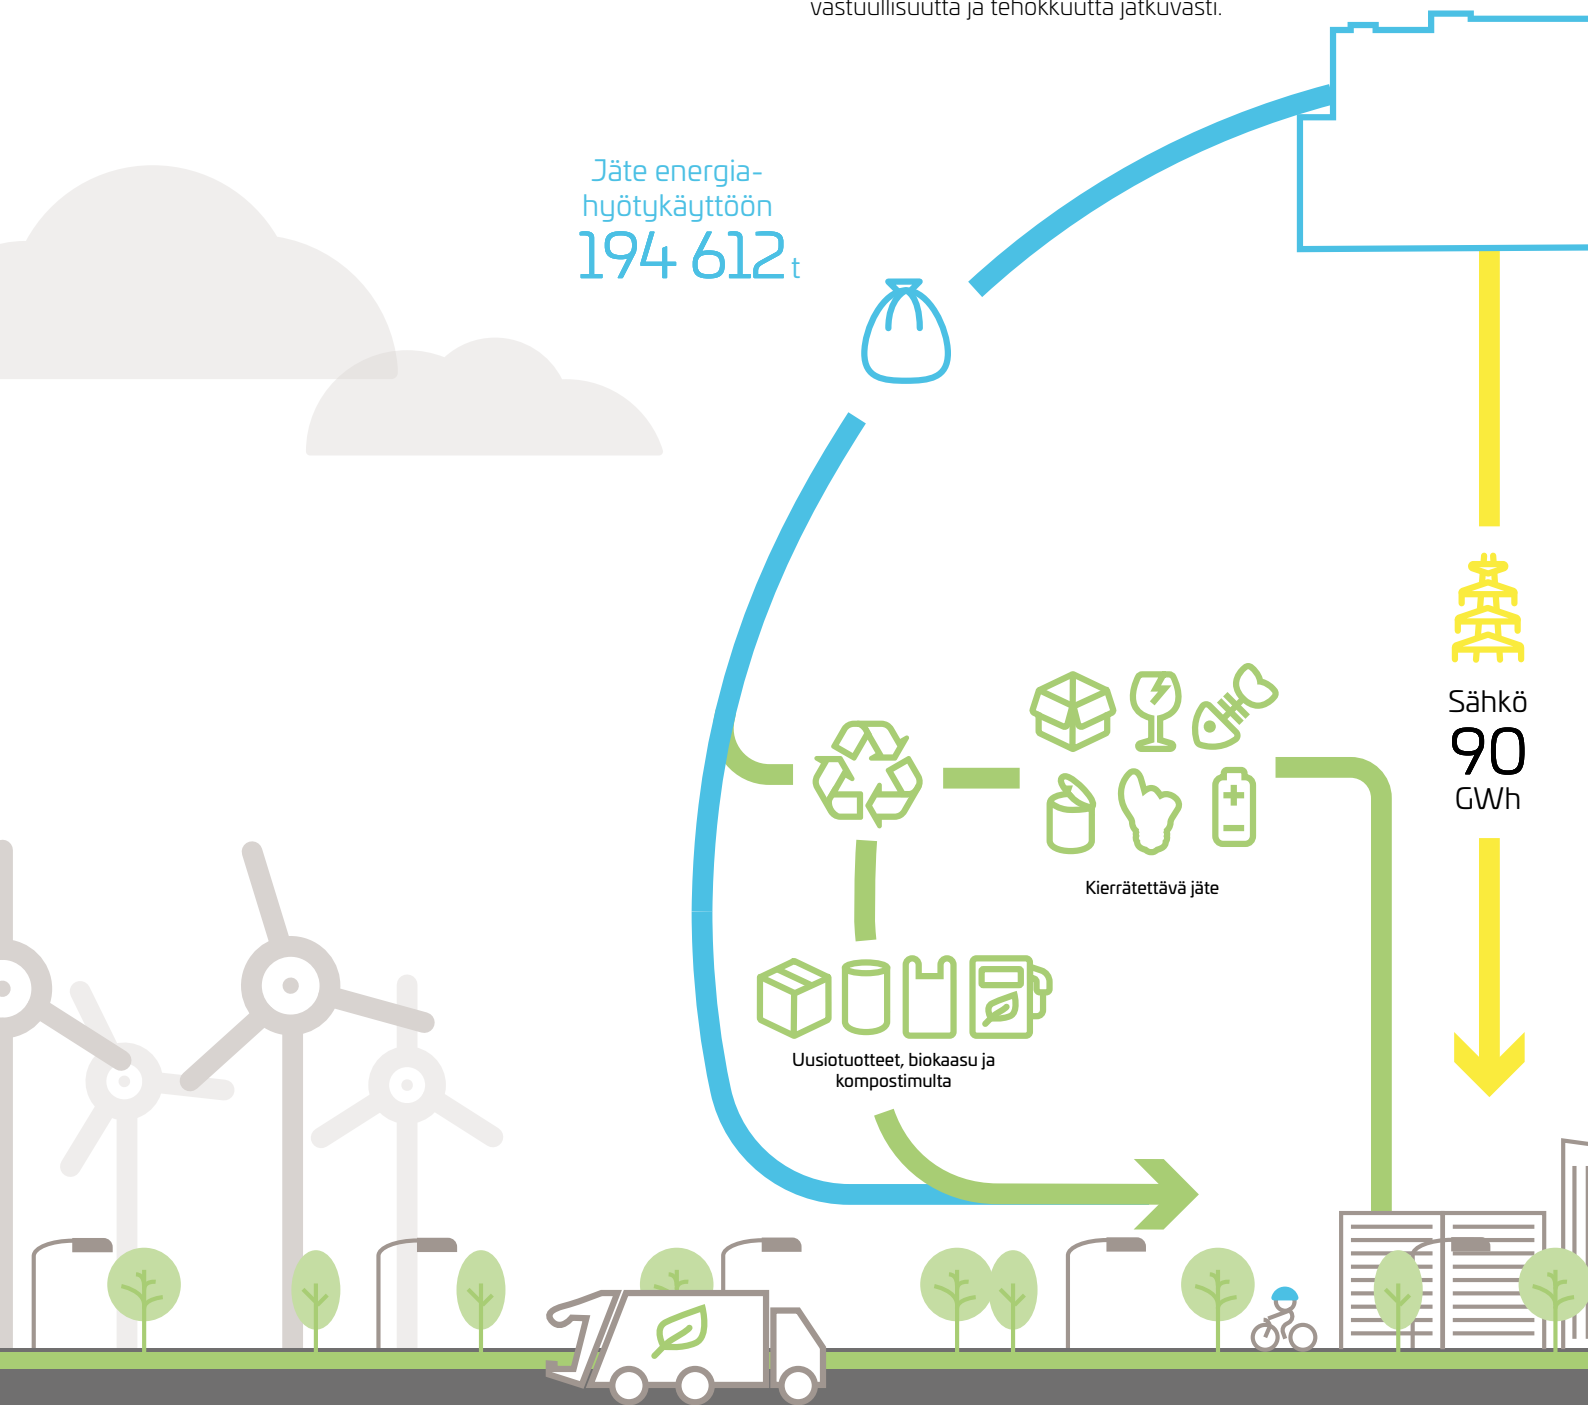 vastuullisuutta ja tehokkuutta jatkuvasti.
Jäte energia-
hyötykäyttöön
194 612 t
Sähkö
90
GWh
Kierrätettävä jäte
Uusiotuotteet, biokaasu ja
kompostimulta